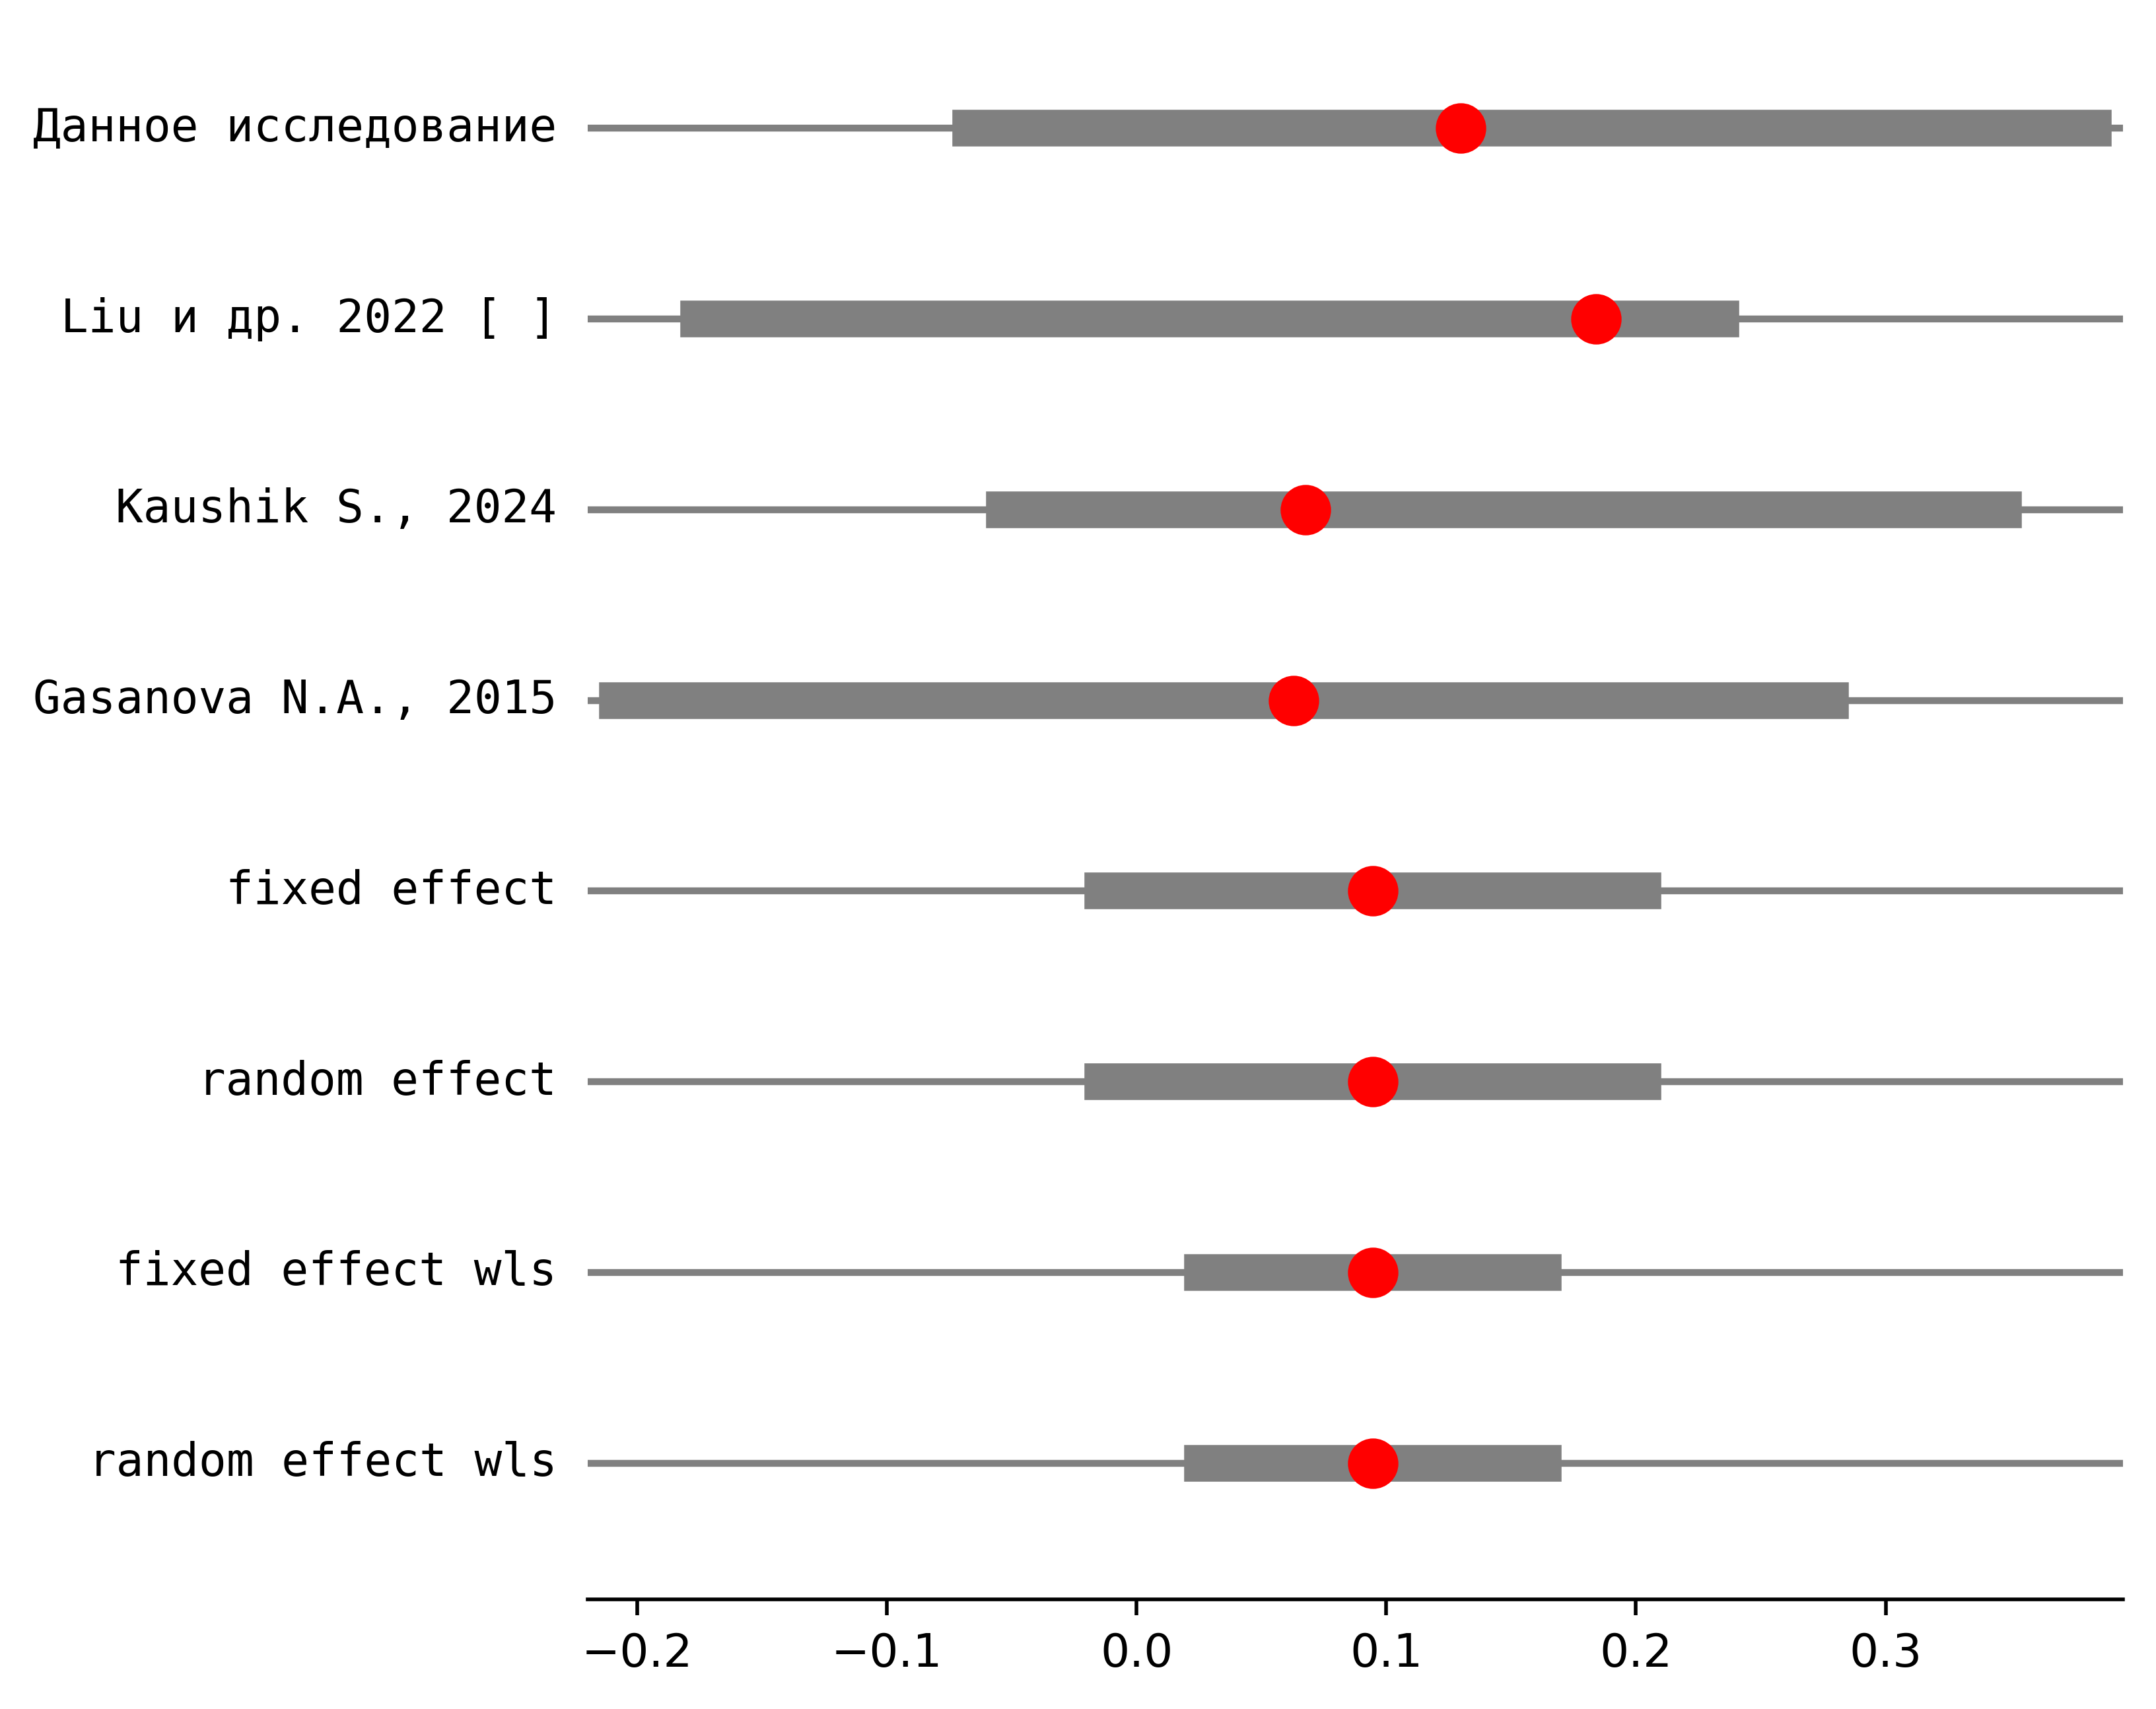 Данное исследование
Liu и др. 2022 [ ]
Kaushik S., 2024
Gasanova N.A., 2015
fixed effect
random effect
fixed effect wls
random effect wls
−0.2 −0.1 0.0 0.1 0.2 0.3